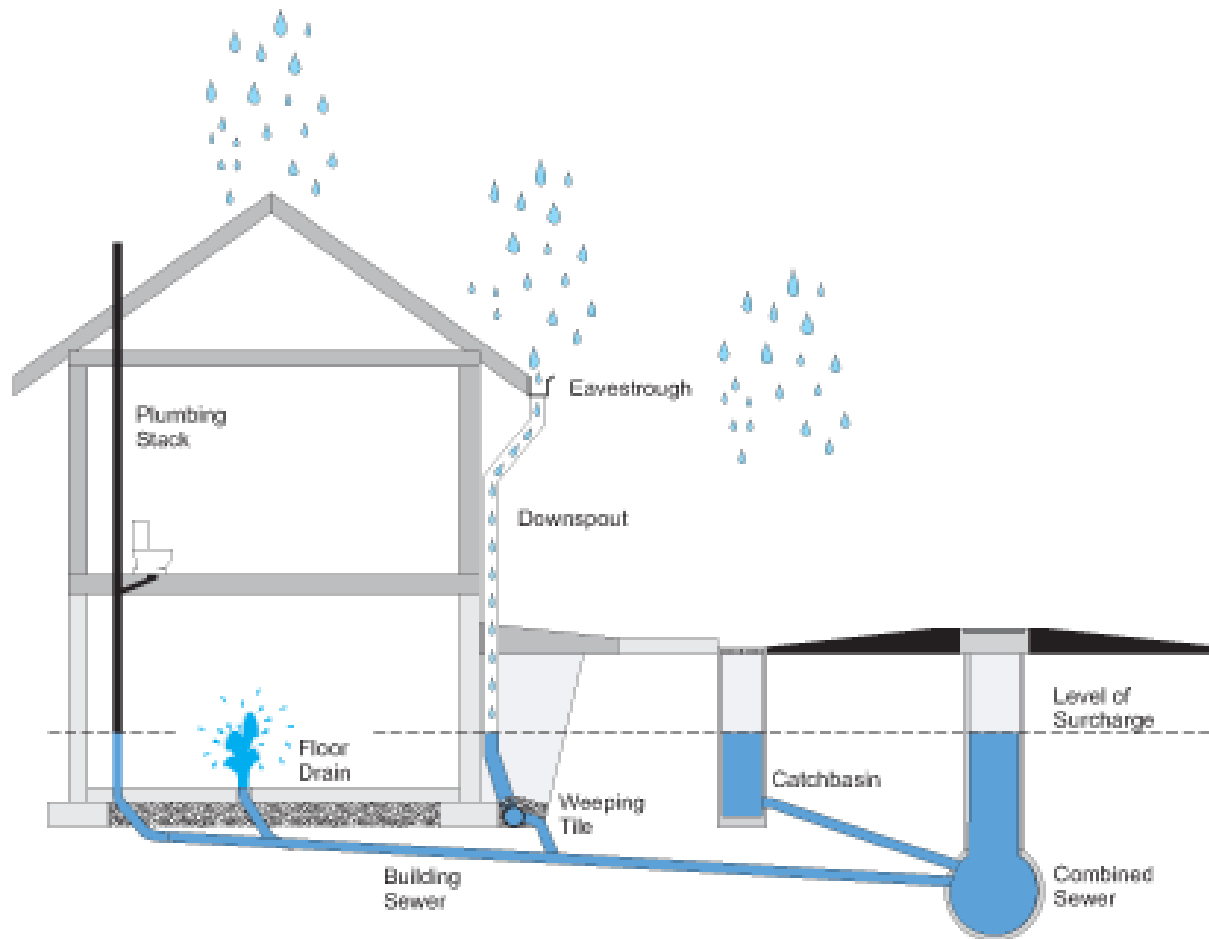 Eavestrough
Plumbing
Stack
Downspout
Level of
Surcharge
Floor
Drain
Catchbasin
Weeping
Tile
Building
Sewer
Combined
Sewer